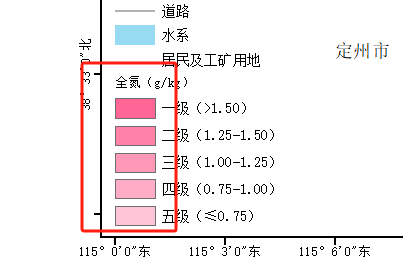 道路
水系
居民及工矿用地
定州市
38°33'0"北
全氮（g/kg）
一级（>1.50）
二级（1.25-1.50）
三级（1.00-1.25）
四级（0.75-1.00）
五级（≤0.75）
115°0'0"东 115°3'0"东 115°6'0"东